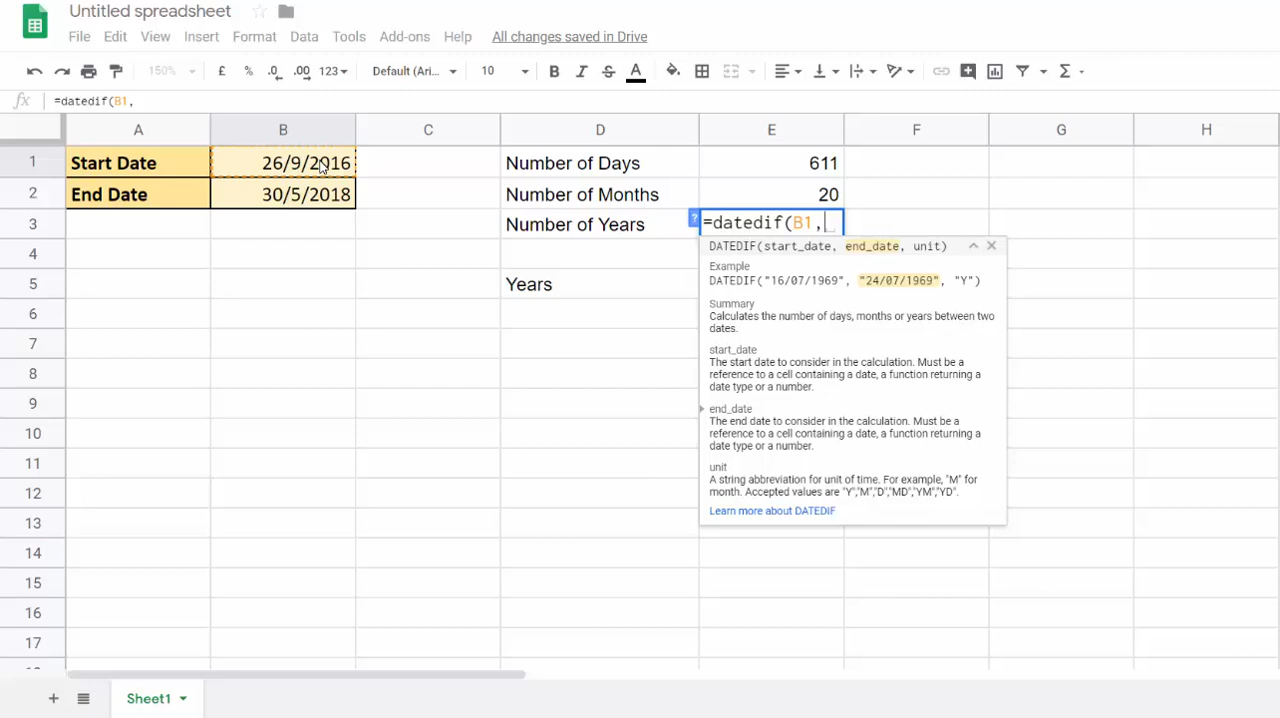 Untitled spreadsheet
File Edit View Insert Format Data Tools Add-ons Help All changes saved in Drive
150% £ % .0 .00 123 Default (Ari... 10 B I S A Σ
fx =datedif(B1,
A B C D E F G H
1 Start Date 26/9/2016 Number of Days 611
2 End Date 30/5/2018 Number of Months 20
3 Number of Years ? =datedif(B1,
4 DATEDIF(start_date, end_date, unit)
Example
5 Years DATEDIF("16/07/1969", "24/07/1969", "Y")
Summary
6 Calculates the number of days, months or years between two
dates.
7 start_date
The start date to consider in the calculation. Must be a
8 reference to a cell containing a date, a function returning a
date type or a number.
9 end_date
The end date to consider in the calculation. Must be a
10 reference to a cell containing a date, a function returning a
date type or a number.
11 unit
A string abbreviation for unit of time. For example, "M" for
12 month. Accepted values are "Y","M","D","MD","YM","YD".
Learn more about DATEDIF
13
14
15
16
17
+ Sheet1